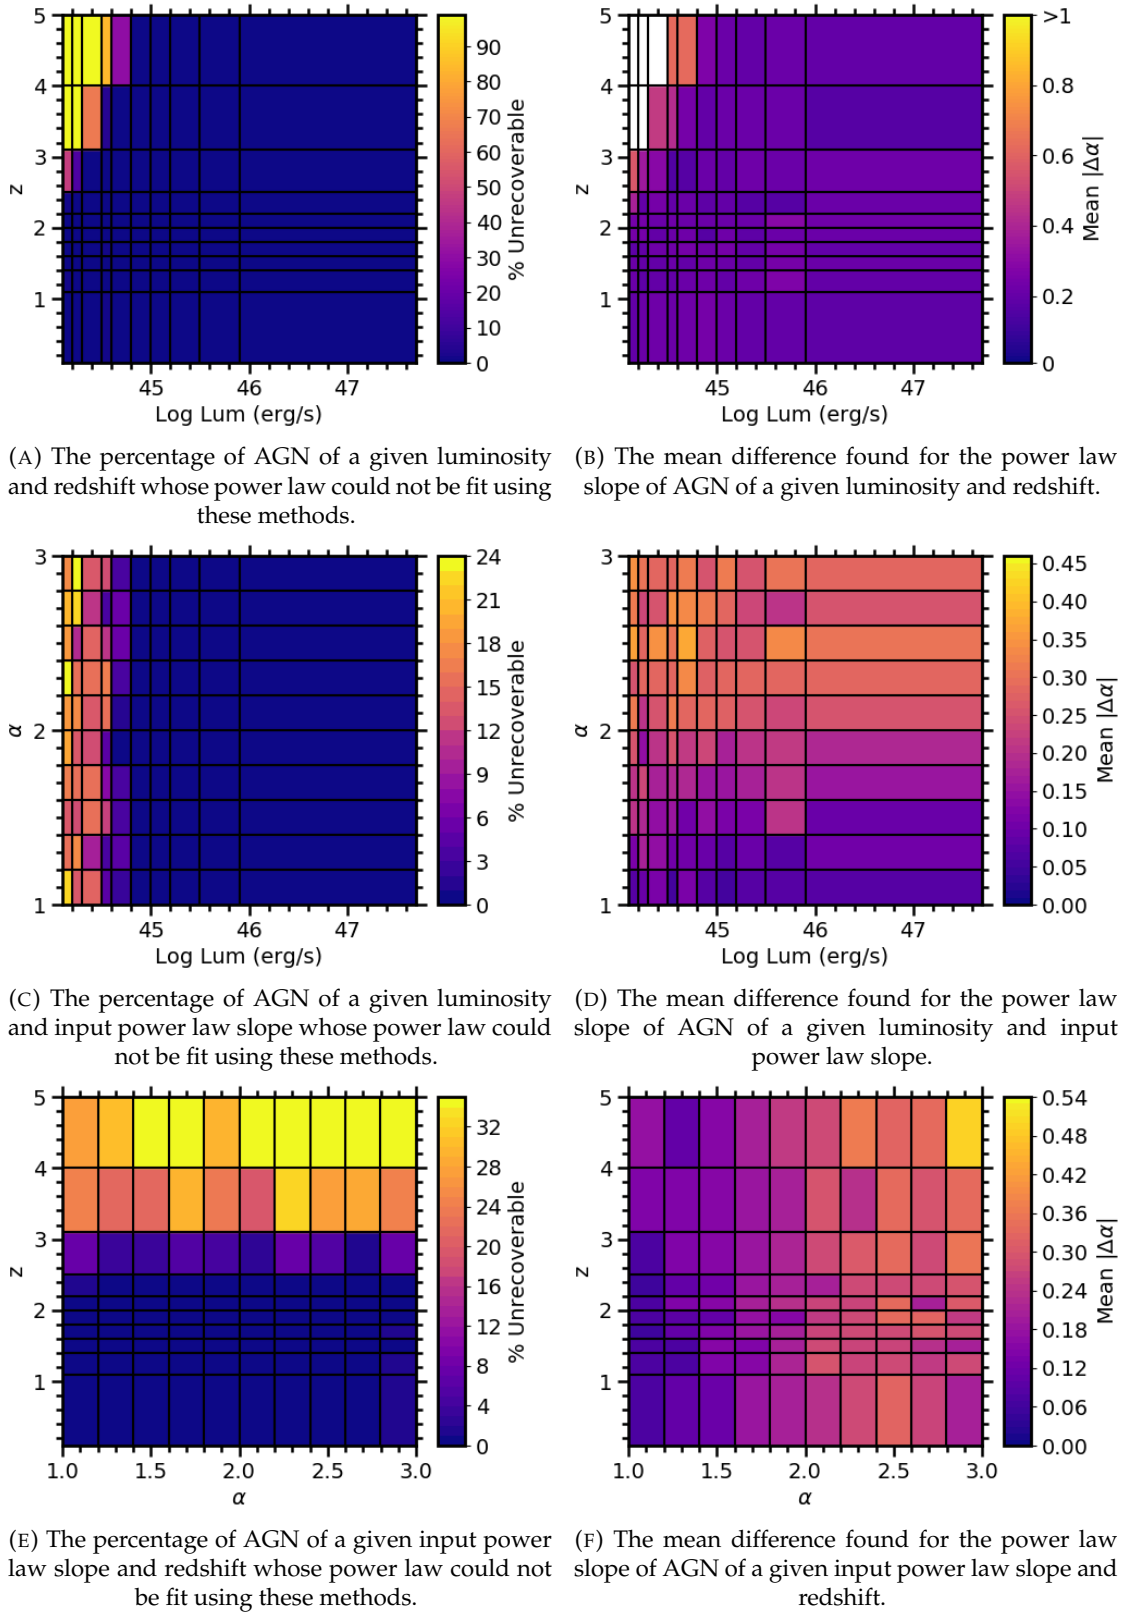 5
4
3
2
1
z
45
46
47
Log Lum (erg/s)
90
80
70
60
50
40
30
20
10
0
% Unrecoverable
5
4
3
2
1
z
45
46
47
Log Lum (erg/s)
>1
0.8
0.6
0.4
0.2
0
Mean |Δα|
(A) The percentage of AGN of a given luminosity
and redshift whose power law could not be fit using
these methods.
(B) The mean difference found for the power law
slope of AGN of a given luminosity and redshift.
3
2
1
α
45
46
47
Log Lum (erg/s)
24
21
18
15
12
9
6
3
0
% Unrecoverable
3
2
1
α
45
46
47
Log Lum (erg/s)
0.45
0.40
0.35
0.30
0.25
0.20
0.15
0.10
0.05
0.00
Mean |Δα|
(C) The percentage of AGN of a given luminosity
and input power law slope whose power law could
not be fit using these methods.
(D) The mean difference found for the power law
slope of AGN of a given luminosity and input
power law slope.
5
4
3
2
1
z
1.0
1.5
2.0
2.5
3.0
α
32
28
24
20
16
12
8
4
0
% Unrecoverable
5
4
3
2
1
z
1.0
1.5
2.0
2.5
3.0
α
0.54
0.48
0.42
0.36
0.30
0.24
0.18
0.12
0.06
0.00
Mean |Δα|
(E) The percentage of AGN of a given input power
law slope and redshift whose power law could not
be fit using these methods.
(F) The mean difference found for the power law
slope of AGN of a given input power law slope and
redshift.